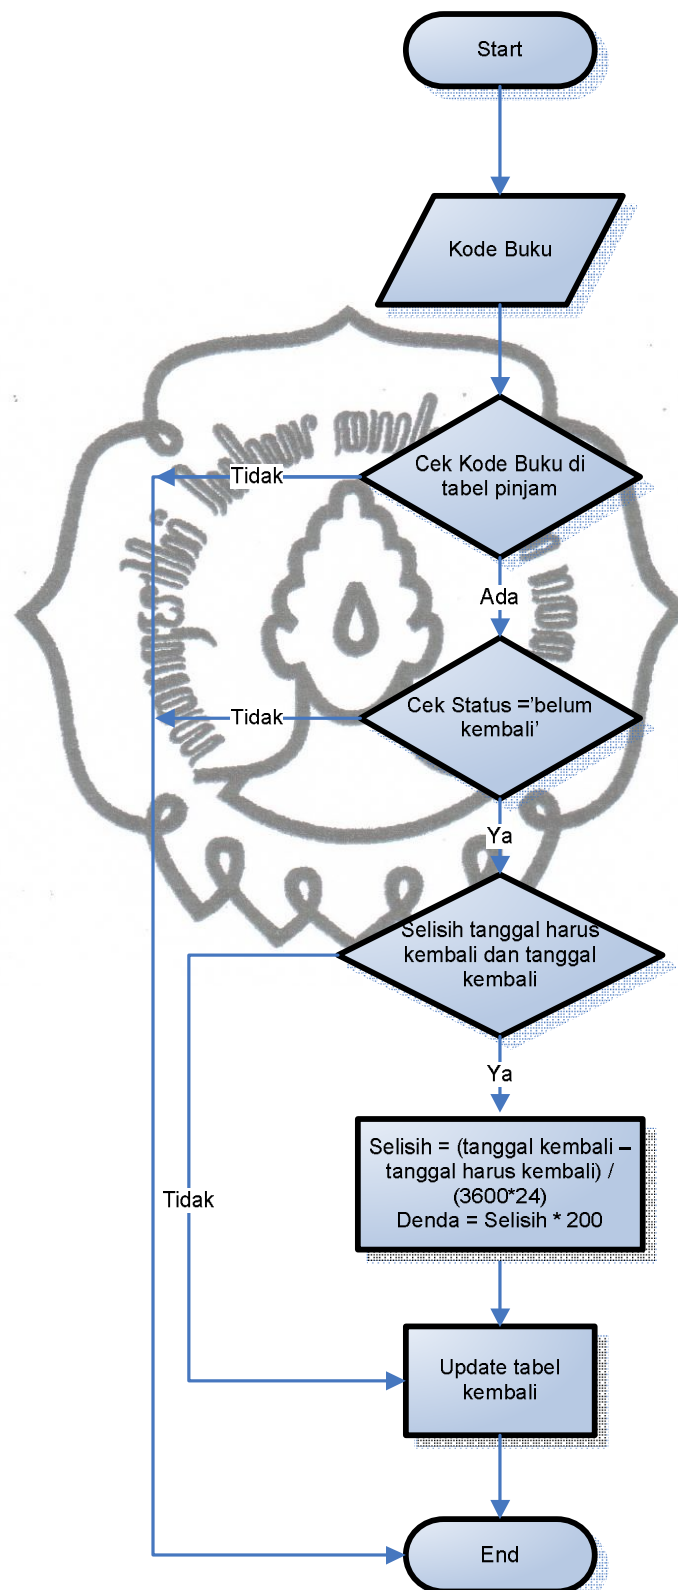 Start
Kode Buku
Cek Kode Buku di
tabel pinjam
Tidak
Ada
Cek Status =’belum
kembali’
Tidak
Ya
Selisih tanggal harus
kembali dan tanggal
kembali
Ya
Selisih = (tanggal kembali –
tanggal harus kembali) /
(3600*24)
Denda = Selisih * 200
Tidak
Update tabel
kembali
End